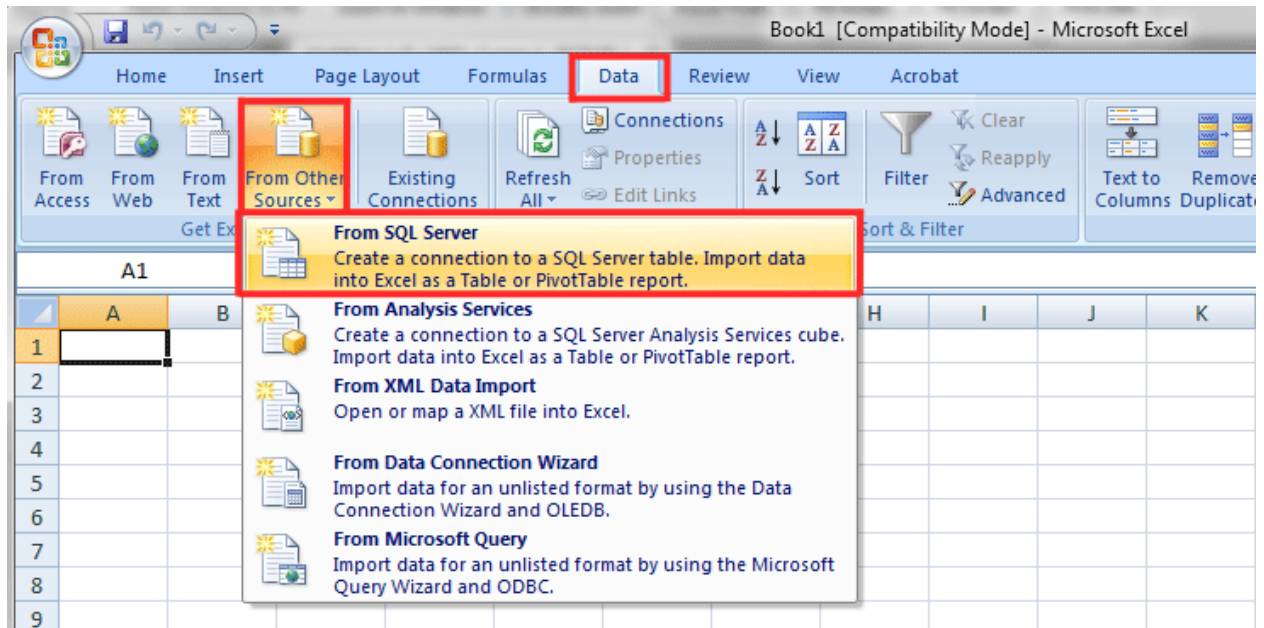 Book1 [Compatibility Mode] - Microsoft Excel
Home Insert Page Layout Formulas Data Review View Acrobat
From Access
From Web
From Text
From Other Sources
Existing Connections
Refresh All
Connections
Properties
Edit Links
A Z
Z A
A Z
Z A
Sort
Filter
Clear
Reapply
Advanced
Text to Columns
Remove
Get Ex
Sort & Filter
From SQL Server
Create a connection to a SQL Server table. Import data
into Excel as a Table or PivotTable report.
From Analysis Services
Create a connection to a SQL Server Analysis Services cube.
Import data into Excel as a Table or PivotTable report.
From XML Data Import
Open or map a XML file into Excel.
From Data Connection Wizard
Import data for an unlisted format by using the Data
Connection Wizard and OLEDB.
From Microsoft Query
Import data for an unlisted format by using the Microsoft
Query Wizard and ODBC.
A1
A B H I J K
1
2
3
4
5
6
7
8
9